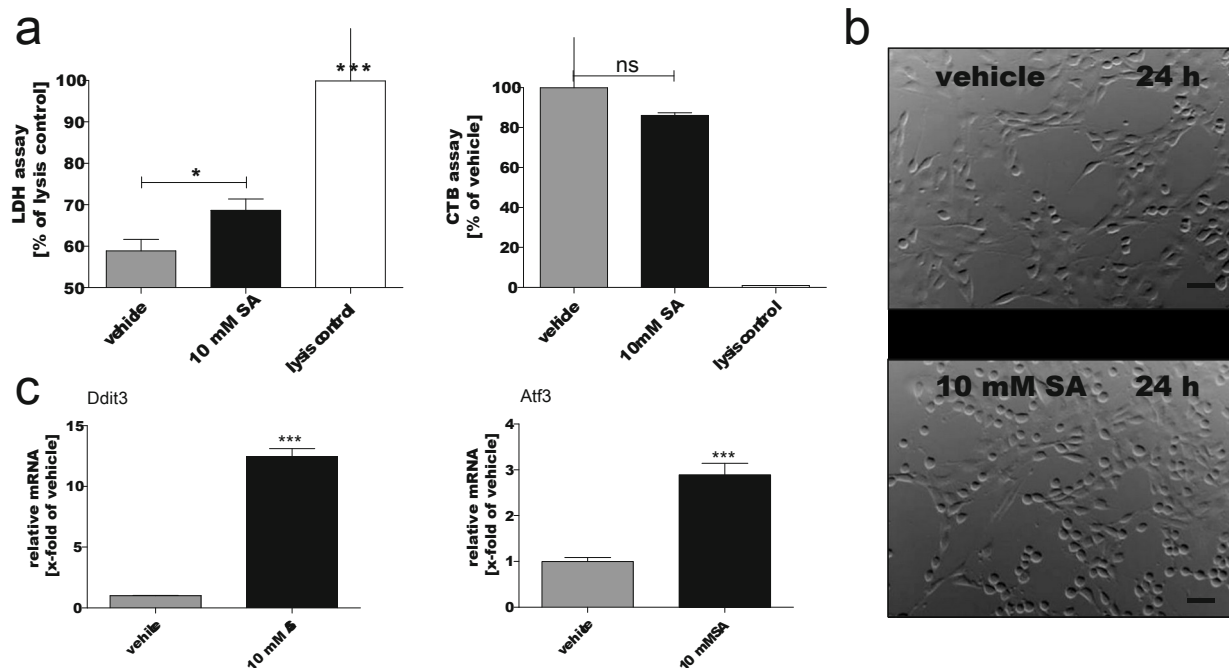 a
LDH assay
[% of lysis control]
100
90
80
70
60
50
*
***
vehicle
10 mM SA
lysis control
CTB assay
[% of vehicle]
100
80
60
40
20
0
ns
vehicle
10mM SA
lysis control
b
vehicle 24 h
10 mM SA 24 h
c
Ddit3
relative mRNA
[x-fold of vehicle]
15
10
5
0
***
vehicle
Atf3
relative mRNA
[x-fold of vehicle]
4
3
2
1
0
***
vehicle
10 mMSA